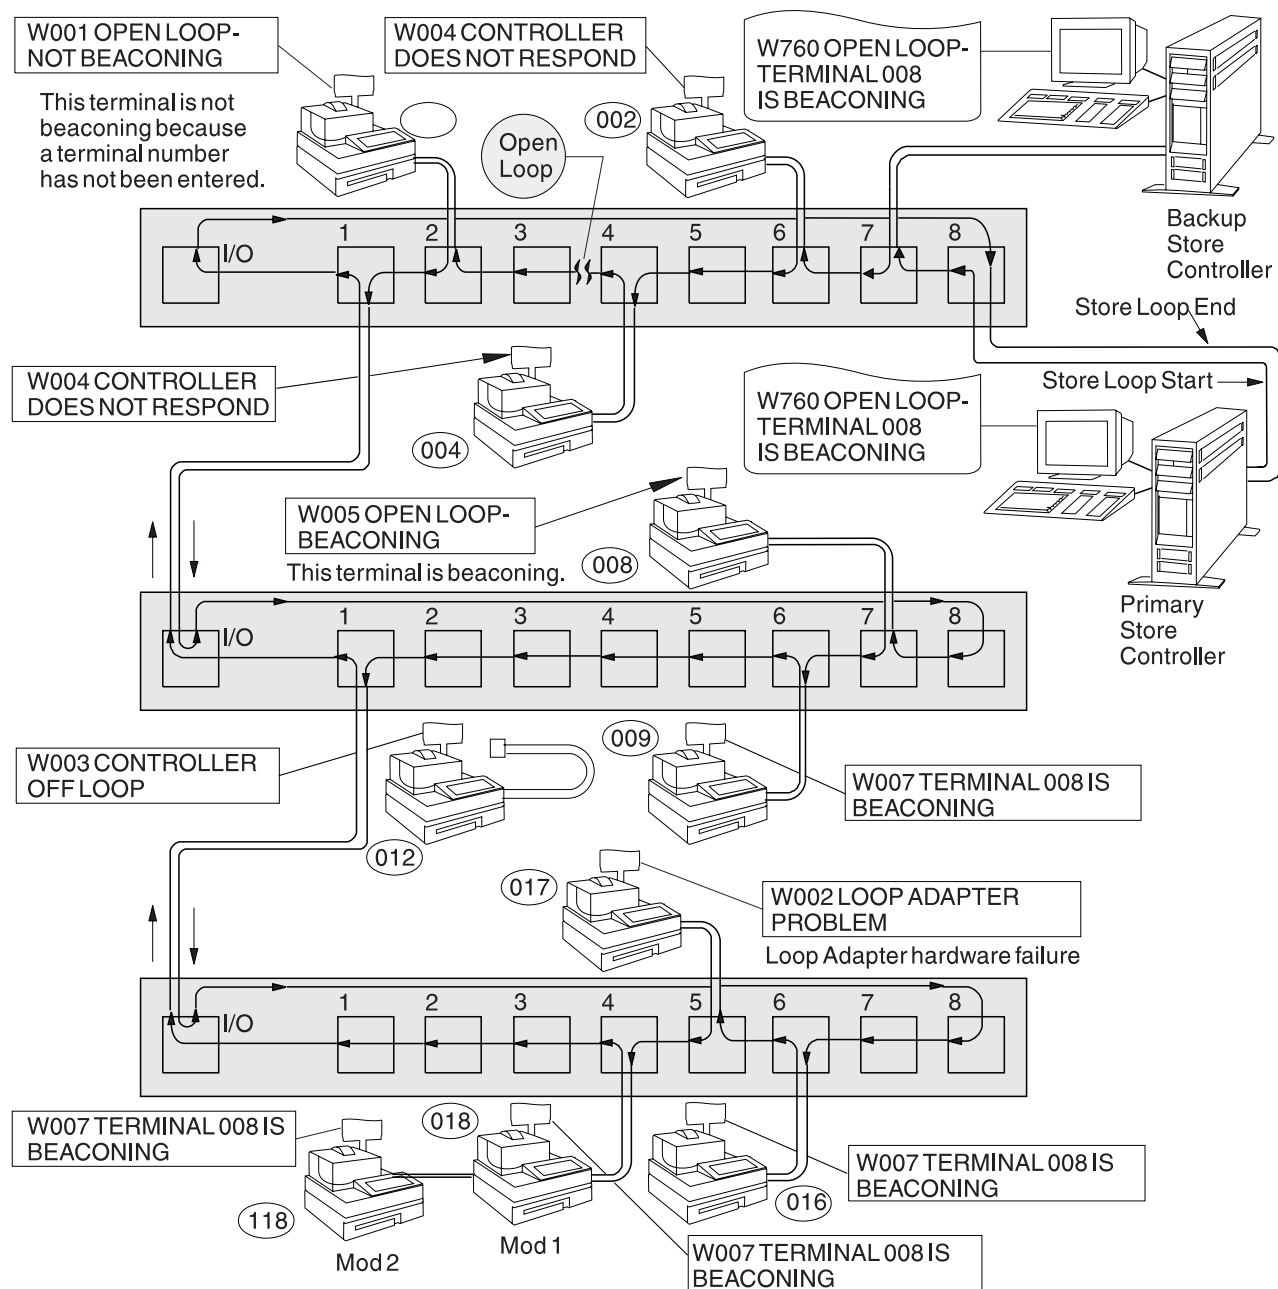 W001 OPEN LOOP-
NOT BEACONING
This terminal is not
beaconing because
a terminal number
has not been entered.
W004 CONTROLLER
DOES NOT RESPOND
002
Open
Loop
W760 OPEN LOOP-
TERMINAL 008
IS BEACONING
Backup
Store
Controller
I/O
1
2
3
4
5
6
7
8
Store Loop End
Store Loop Start
W004 CONTROLLER
DOES NOT RESPOND
004
W760 OPEN LOOP-
TERMINAL 008
IS BEACONING
Primary
Store
Controller
W005 OPEN LOOP-
BEACONING
This terminal is beaconing.
008
I/O
1
2
3
4
5
6
7
8
W003 CONTROLLER
OFF LOOP
012
009
W007 TERMINAL 008 IS
BEACONING
017
W002 LOOP ADAPTER
PROBLEM
Loop Adapter hardware failure
I/O
1
2
3
4
5
6
7
8
W007 TERMINAL 008 IS
BEACONING
118
Mod 2
018
Mod 1
016
W007 TERMINAL 008 IS
BEACONING
W007 TERMINAL 008 IS
BEACONING